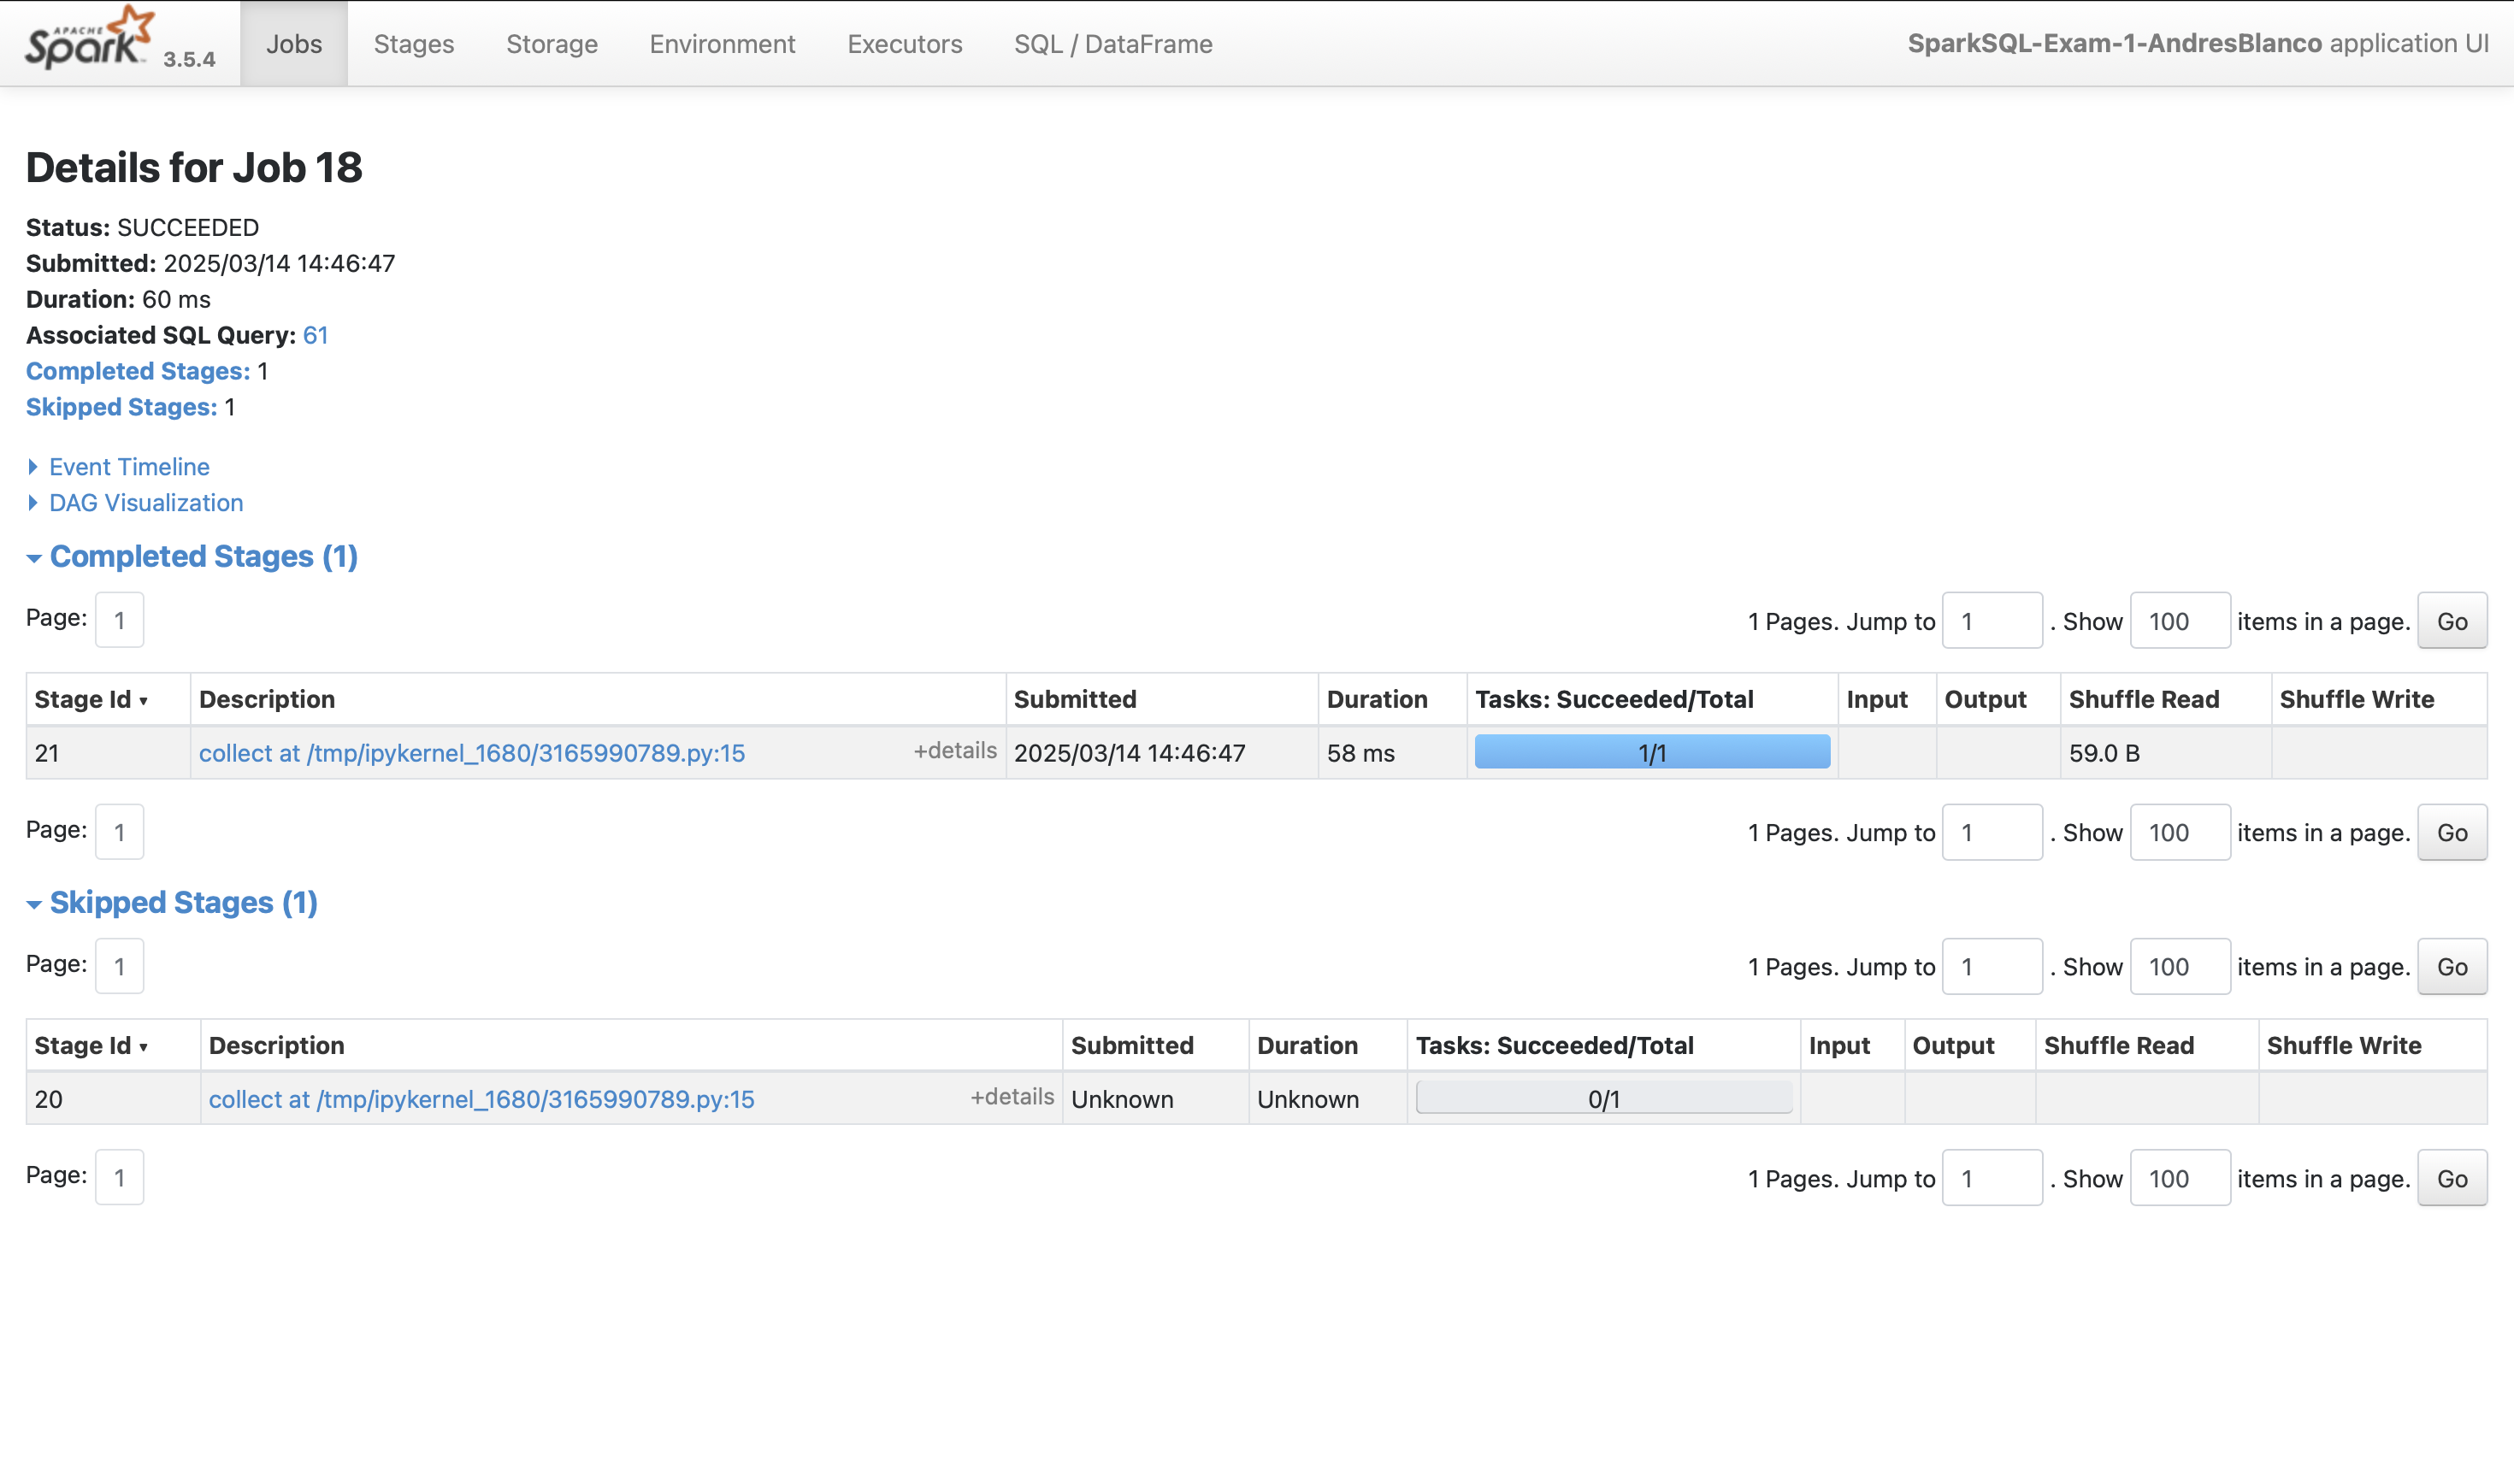 APACHE
Spark 3.5.4 Jobs Stages Storage Environment Executors SQL / DataFrame SparkSQL-Exam-1-AndresBlanco application UI
Details for Job 18
Status: SUCCEEDED
Submitted: 2025/03/14 14:46:47
Duration: 60 ms
Associated SQL Query: 61
Completed Stages: 1
Skipped Stages: 1
Event Timeline
DAG Visualization
Completed Stages (1)
Page: 1 1 Pages. Jump to 1 . Show 100 items in a page. Go
Stage Id ▾ Description Submitted Duration Tasks: Succeeded/Total Input Output Shuffle Read Shuffle Write
21 collect at /tmp/ipykernel_1680/3165990789.py:15 +details 2025/03/14 14:46:47 58 ms 1/1 59.0 B
Page: 1 1 Pages. Jump to 1 . Show 100 items in a page. Go
Skipped Stages (1)
Page: 1 1 Pages. Jump to 1 . Show 100 items in a page. Go
Stage Id ▾ Description Submitted Duration Tasks: Succeeded/Total Input Output Shuffle Read Shuffle Write
20 collect at /tmp/ipykernel_1680/3165990789.py:15 +details Unknown Unknown 0/1
Page: 1 1 Pages. Jump to 1 . Show 100 items in a page. Go